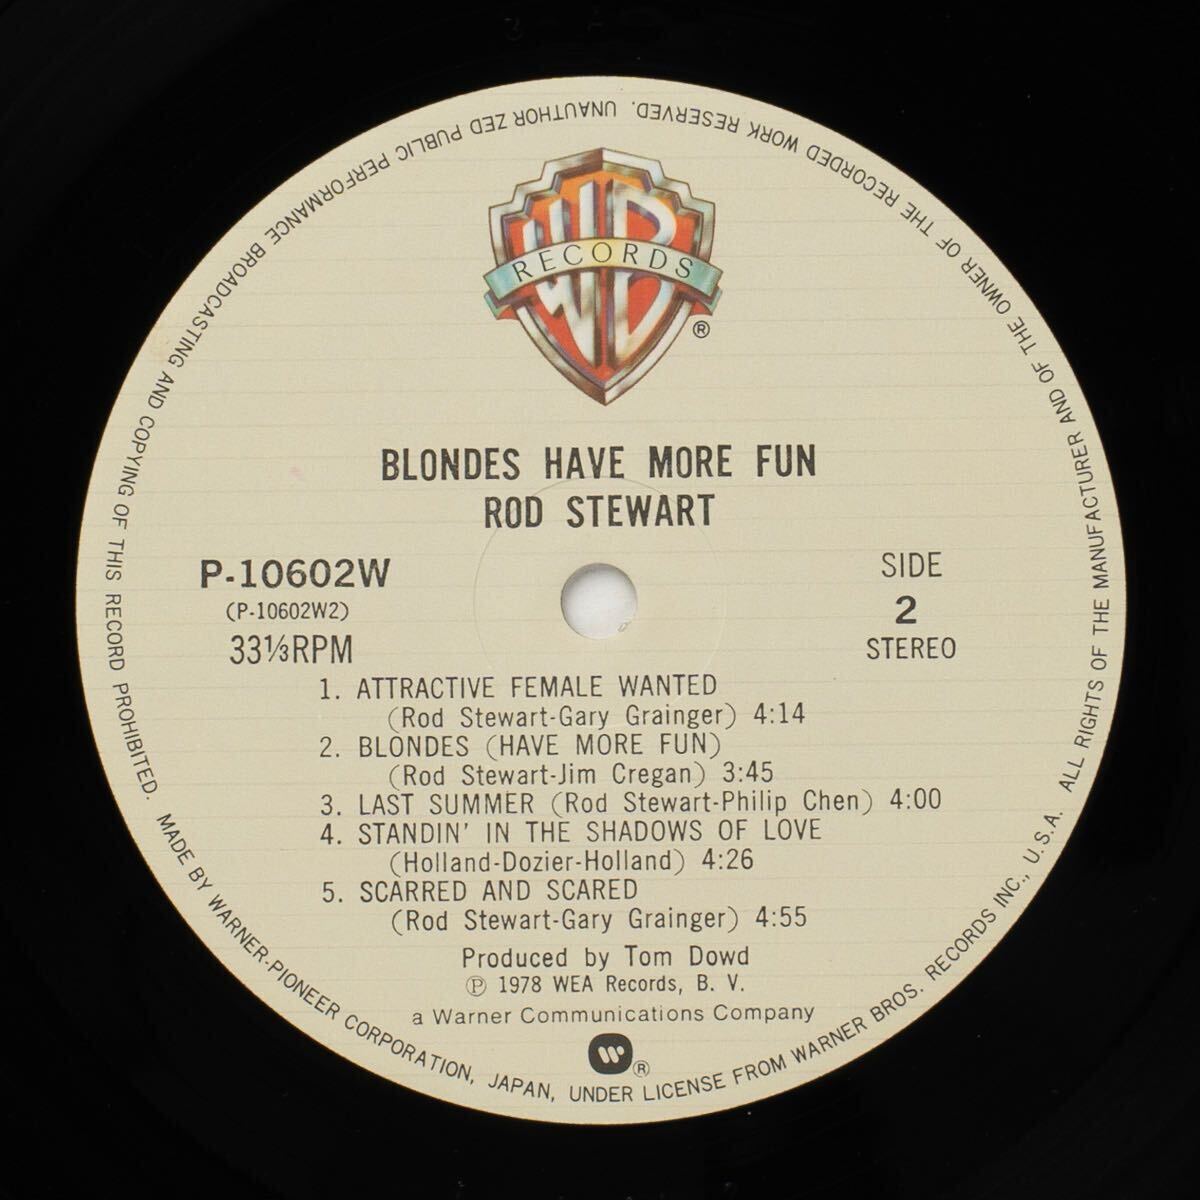 WB
RECORDS
®
BLONDES HAVE MORE FUN
ROD STEWART
P-10602W
(P-10602W2)
33⅓RPM
SIDE
2
STEREO
1. ATTRACTIVE FEMALE WANTED
(Rod Stewart-Gary Grainger) 4:14
2. BLONDES (HAVE MORE FUN)
(Rod Stewart-Jim Cregan) 3:45
3. LAST SUMMER (Rod Stewart-Philip Chen) 4:00
4. STANDIN' IN THE SHADOWS OF LOVE
(Holland-Dozier-Holland) 4:26
5. SCARRED AND SCARED
(Rod Stewart-Gary Grainger) 4:55
Produced by Tom Dowd
℗ 1978 WEA Records, B. V.
a Warner Communications Company
®
MADE BY WARNER-PIONEER CORPORATION, JAPAN, UNDER LICENSE FROM WARNER BROS. RECORDS INC., U.S.A. ALL RIGHTS OF THE MANUFACTURER AND OF THE OWNER OF THE RECORDED WORK RESERVED. UNAUTHOR ZED PUBLIC PERFORMANCE BROADCASTING AND COPYING OF THIS RECORD PROHIBITED.